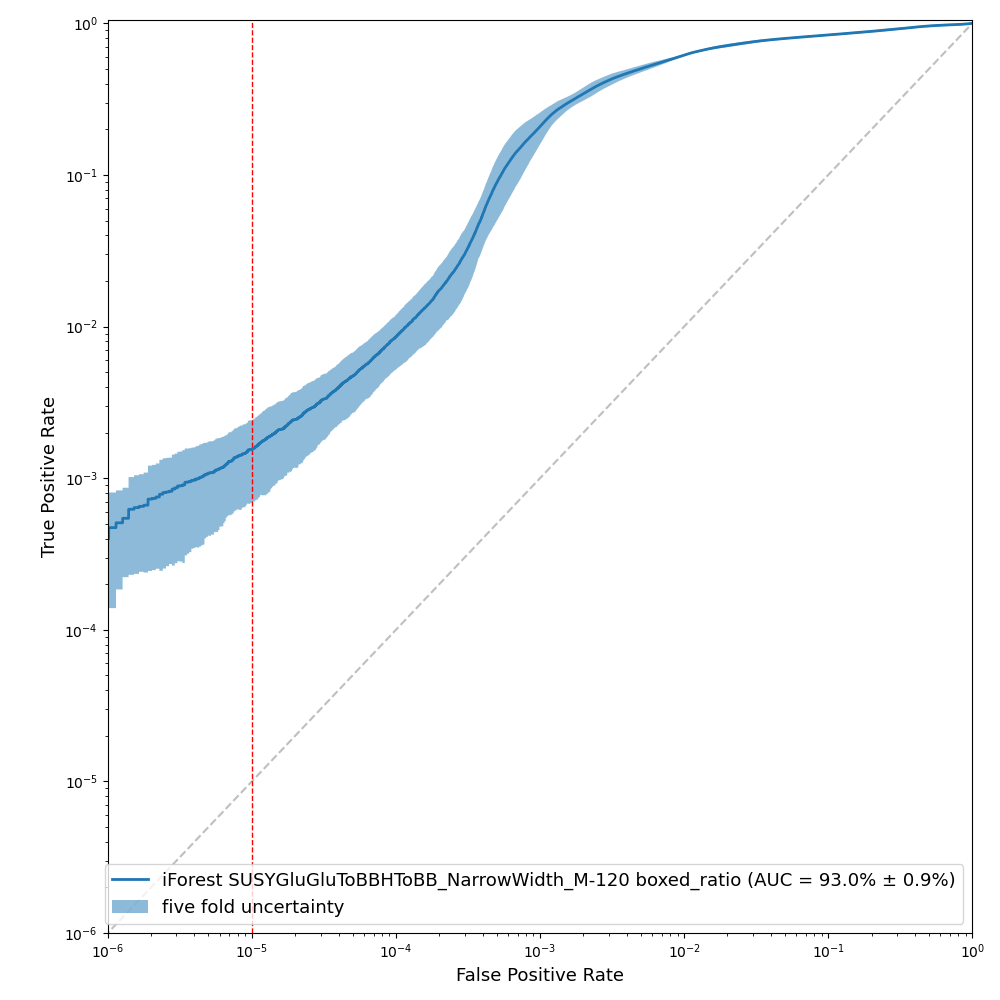 10⁰
10⁻¹
10⁻²
10⁻³
10⁻⁴
10⁻⁵
10⁻⁶
True Positive Rate
iForest SUSYGluGluToBBHToBB_NarrowWidth_M-120 boxed_ratio (AUC = 93.0% ± 0.9%)
five fold uncertainty
10⁻⁶ 10⁻⁵ 10⁻⁴ 10⁻³ 10⁻² 10⁻¹ 10⁰
False Positive Rate